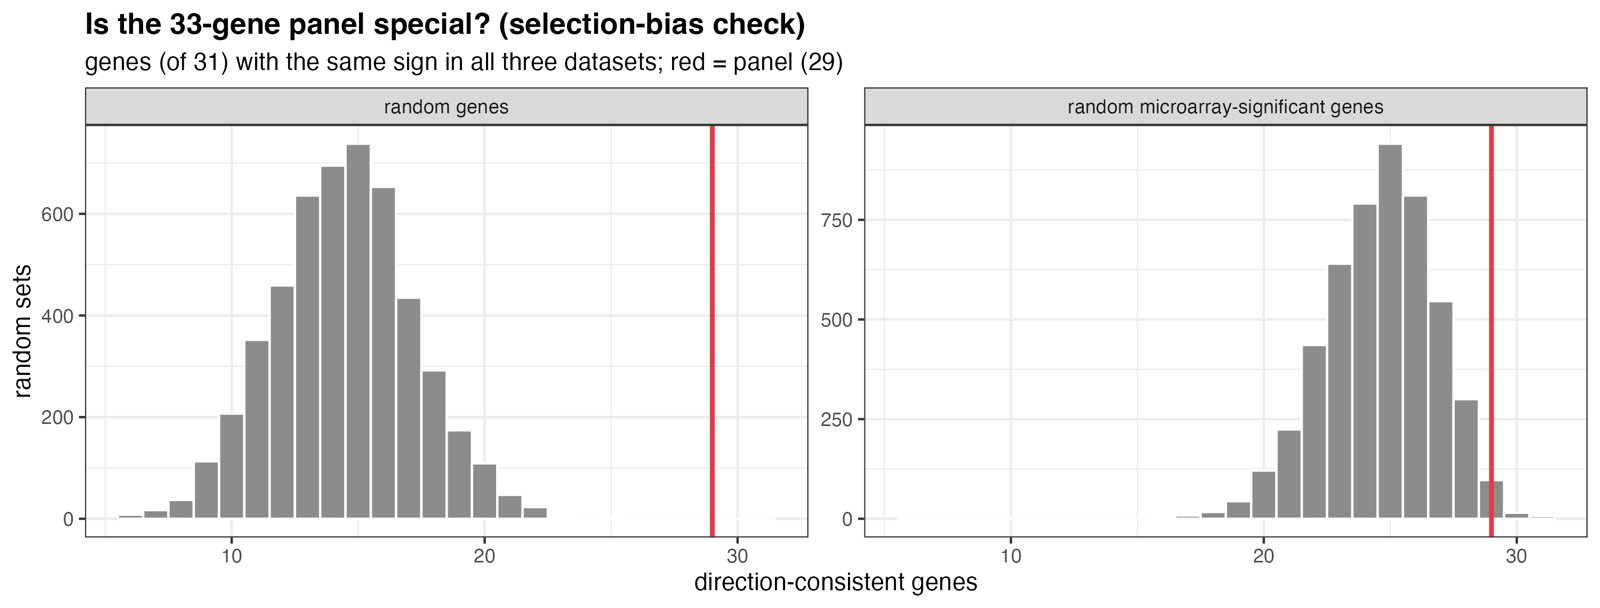 Is the 33-gene panel special? (selection-bias check)
genes (of 31) with the same sign in all three datasets; red = panel (29)
random genes
random microarray-significant genes
random sets
600
400
200
0
750
500
250
0
10
20
30
10
20
30
direction-consistent genes